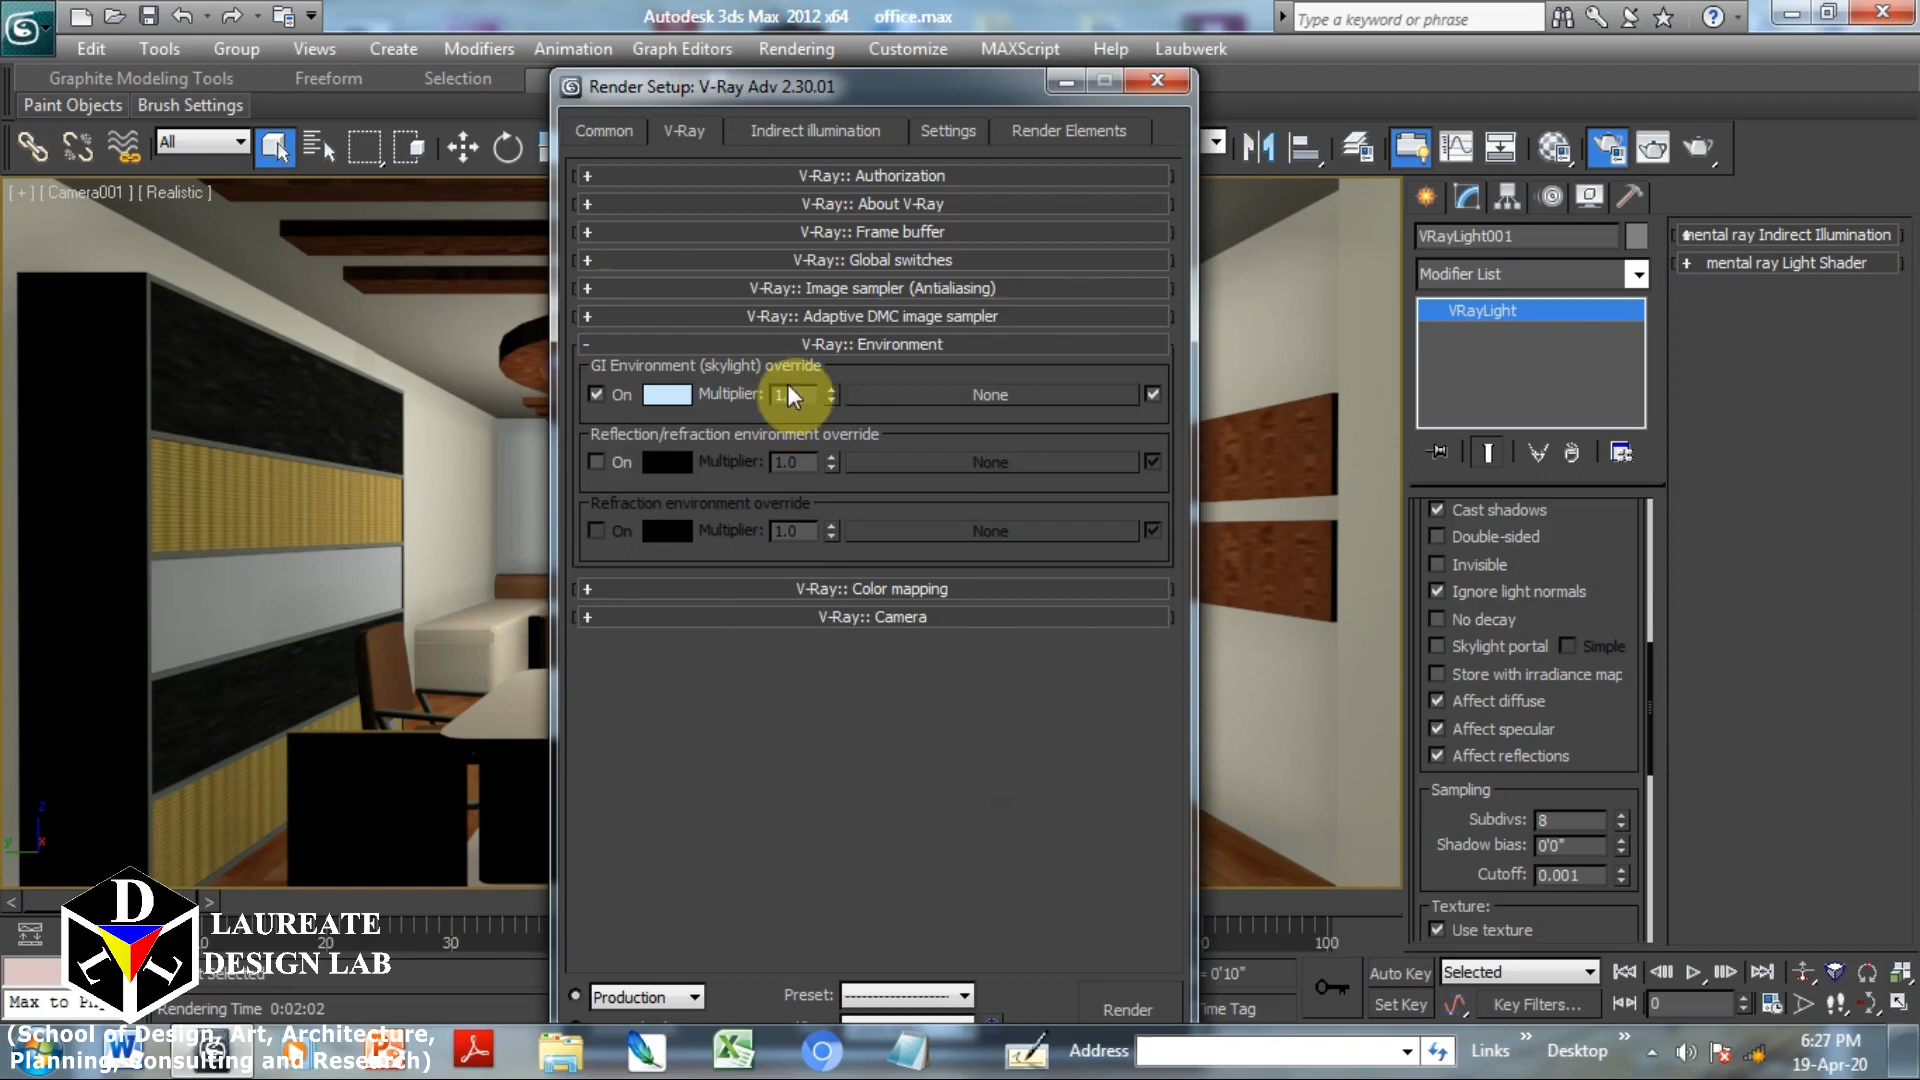 Autodesk 3ds Max 2012 x64 office.max
Type a keyword or phrase
Edit Tools Group Views Create Modifiers Animation Graph Editors Rendering Customize MAXScript Help Laubwerk
Graphite Modeling Tools Freeform Selection
Paint Objects Brush Settings
All
[ + ] [ Camera001 ] [ Realistic ]
Render Setup: V-Ray Adv 2.30.01
Common V-Ray Indirect illumination Settings Render Elements
+ V-Ray:: Authorization
+ V-Ray:: About V-Ray
+ V-Ray:: Frame buffer
+ V-Ray:: Global switches
+ V-Ray:: Image sampler (Antialiasing)
+ V-Ray:: Adaptive DMC image sampler
- V-Ray:: Environment
GI Environment (skylight) override
On Multiplier: None
Reflection/refraction environment override
On Multiplier: 1.0 None
Refraction environment override
On Multiplier: 1.0 None
+ V-Ray:: Color mapping
+ V-Ray:: Camera
Production Preset: Render
VRayLight001
Modifier List
VRayLight
mental ray Indirect Illumination
+ mental ray Light Shader
Cast shadows
Double-sided
Invisible
Ignore light normals
No decay
Skylight portal Simple
Store with irradiance map
Affect diffuse
Affect specular
Affect reflections
Sampling
Subdivs: 8
Shadow bias: 0'0"
Cutoff: 0.001
Texture:
Use texture
20 30 100
= 0'10"
Time Tag
Auto Key Selected
Set Key Key Filters... 0
Max to
Rendering Time 0:02:02
D
LAUREATE
DESIGN LAB
(School of Design, Art, Architecture,
Planning, Consulting and Research)
Address Links Desktop
6:27 PM
19-Apr-20
z
x
y